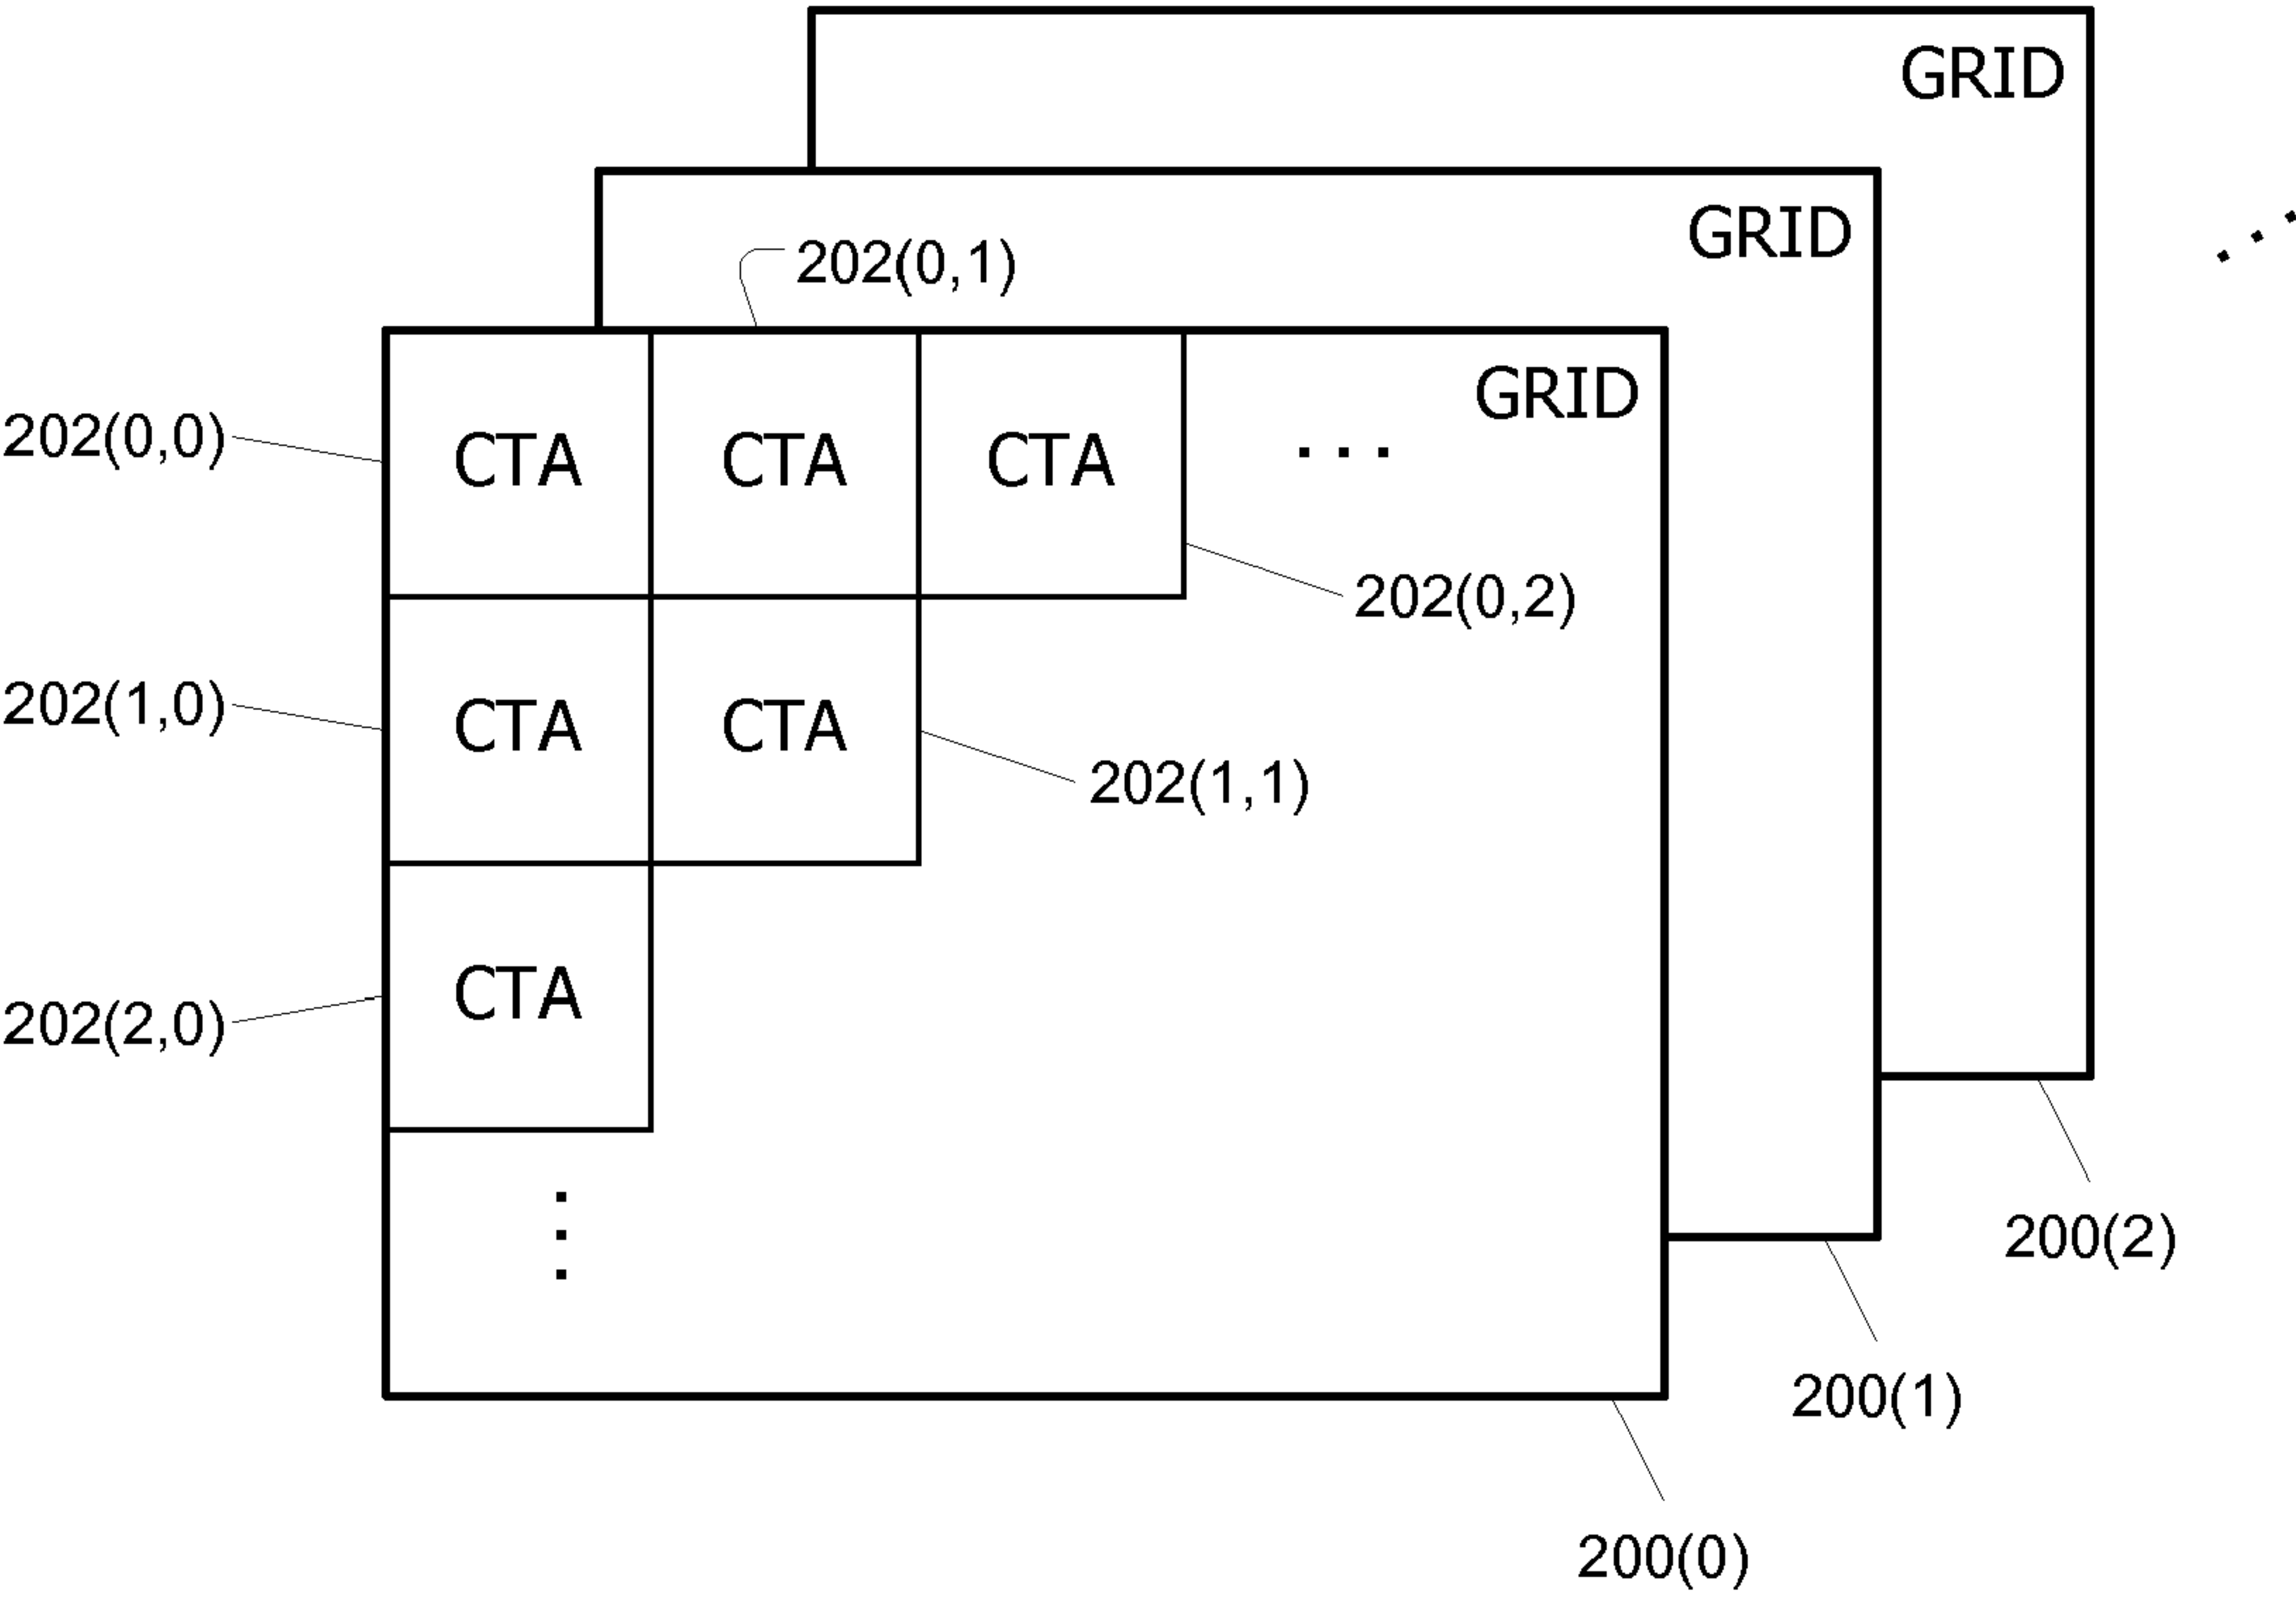 GRID
GRID
202(0,1)
GRID
202(0,0) CTA CTA CTA ...
202(0,2)
202(1,0) CTA CTA
202(1,1)
202(2,0) CTA
200(2)
200(1)
200(0)